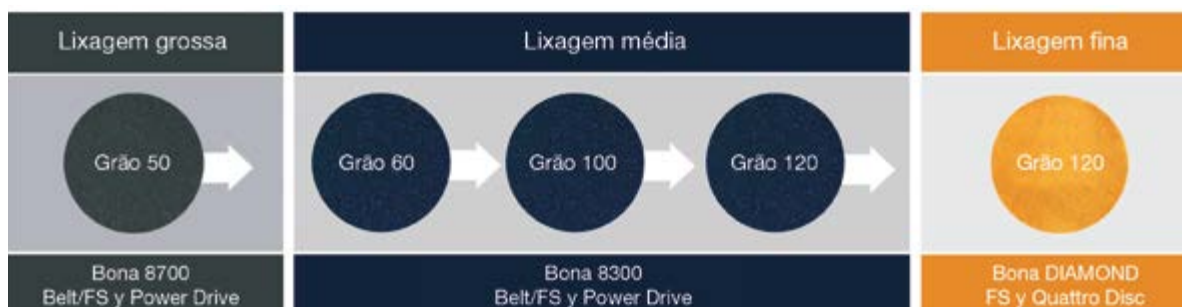 Lixagem grossa
Lixagem média
Lixagem fina
Grão 50
Grão 60
Grão 100
Grão 120
Grão 120
Bona 8700
Belt/FS y Power Drive
Bona 8300
Belt/FS y Power Drive
Bona DIAMOND
FS y Quattro Disc